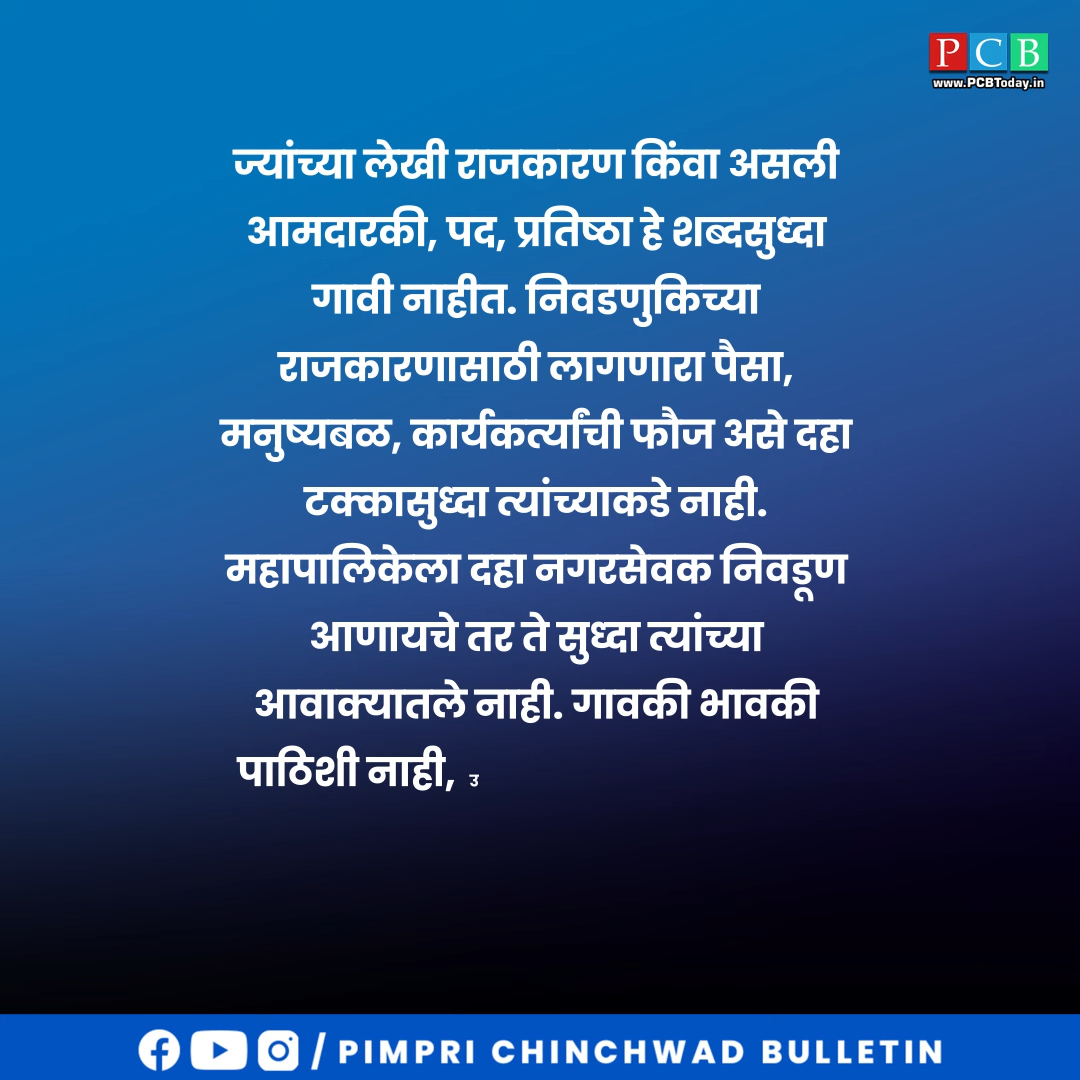 PCB
www.PCBToday.in
ज्यांच्या लेखी राजकारण किंवा असली
आमदारकी, पद, प्रतिष्ठा हे शब्दसुध्दा
गावी नाहीत. निवडणुकिच्या
राजकारणासाठी लागणारा पैसा,
मनुष्यबळ, कार्यकर्त्यांची फौज असे दहा
टक्कासुध्दा त्यांच्याकडे नाही.
महापालिकेला दहा नगरसेवक निवडूण
आणायचे तर ते सुध्दा त्यांच्या
आवाक्यातले नाही. गावकी भावकी
पाठिशी नाही, उ
/ PIMPRI CHINCHWAD BULLETIN